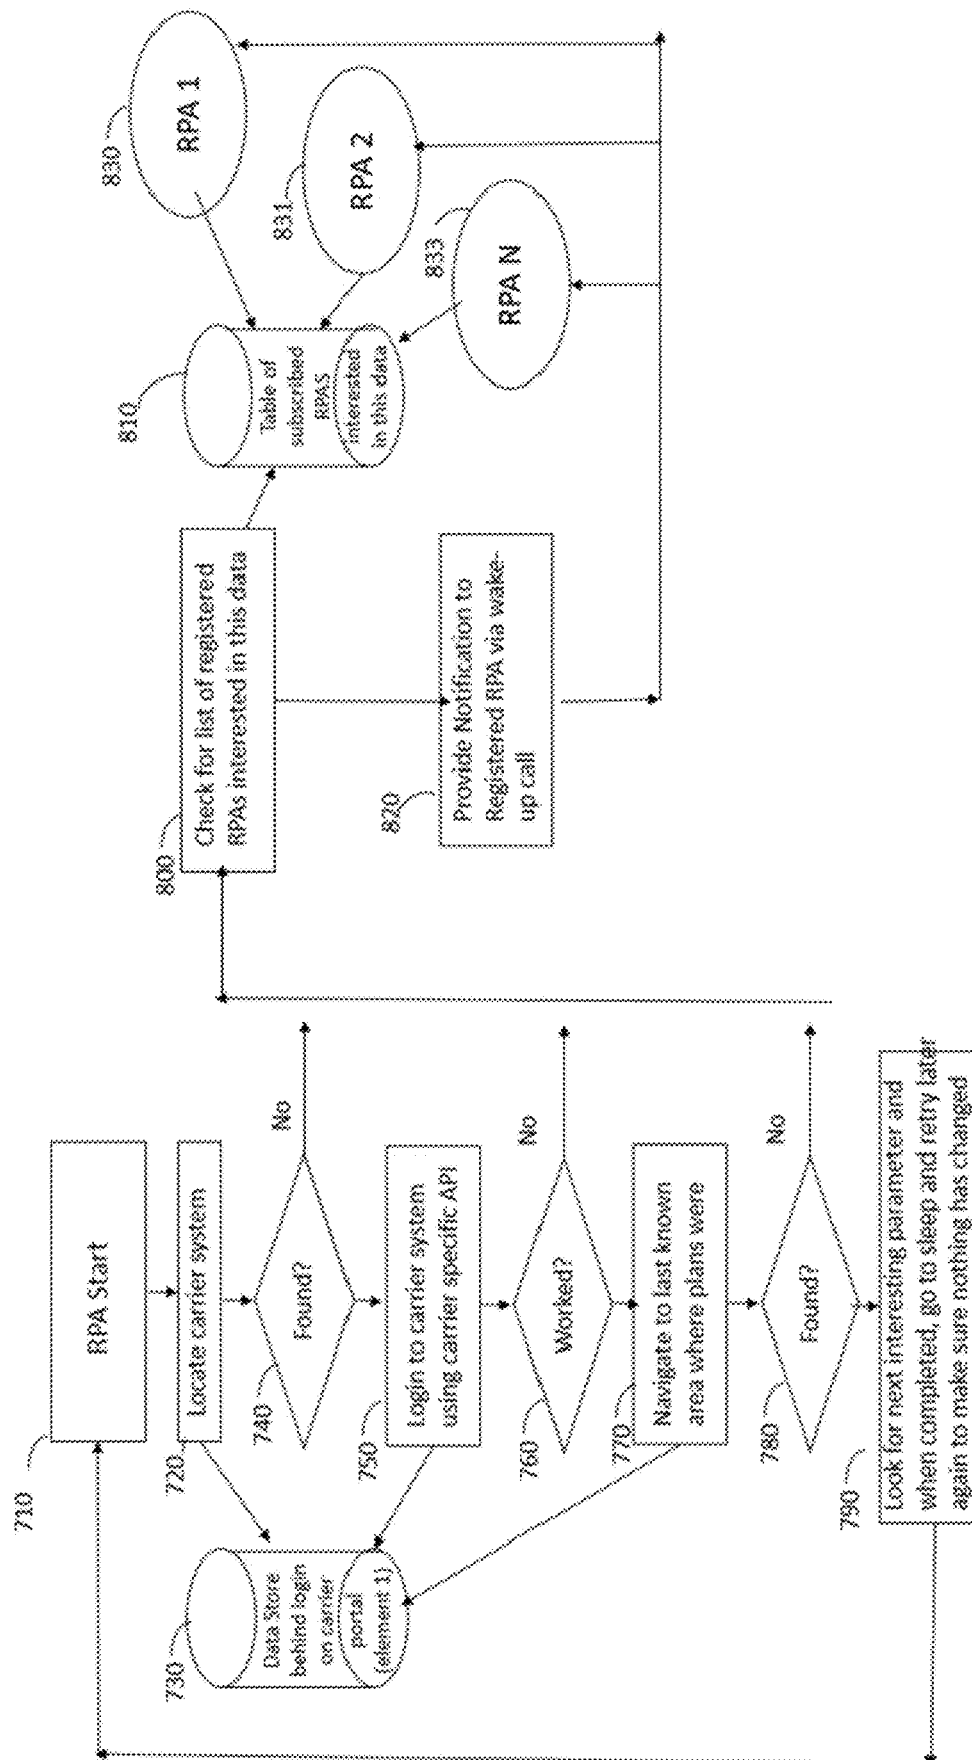 710
RPA Start
720
Locate carrier system
730
Data Store
behind login
on carrier
portal
(element 1)
740
Found?
No
750
Login to carrier system
using carrier specific API
760
Worked?
No
770
Navigate to last known
area where plans were
780
Found?
No
790
Look for next interesting parameter and
when completed, go to sleep and retry later
again to make sure nothing has changed
800
Check for list of registered
RPAs interested in this data
810
Table of
subscribed
RPAS
interested
in this data
820
Provide Notification to
Registered RPA via wake-
up call
830
RPA 1
831
RPA 2
833
RPA N